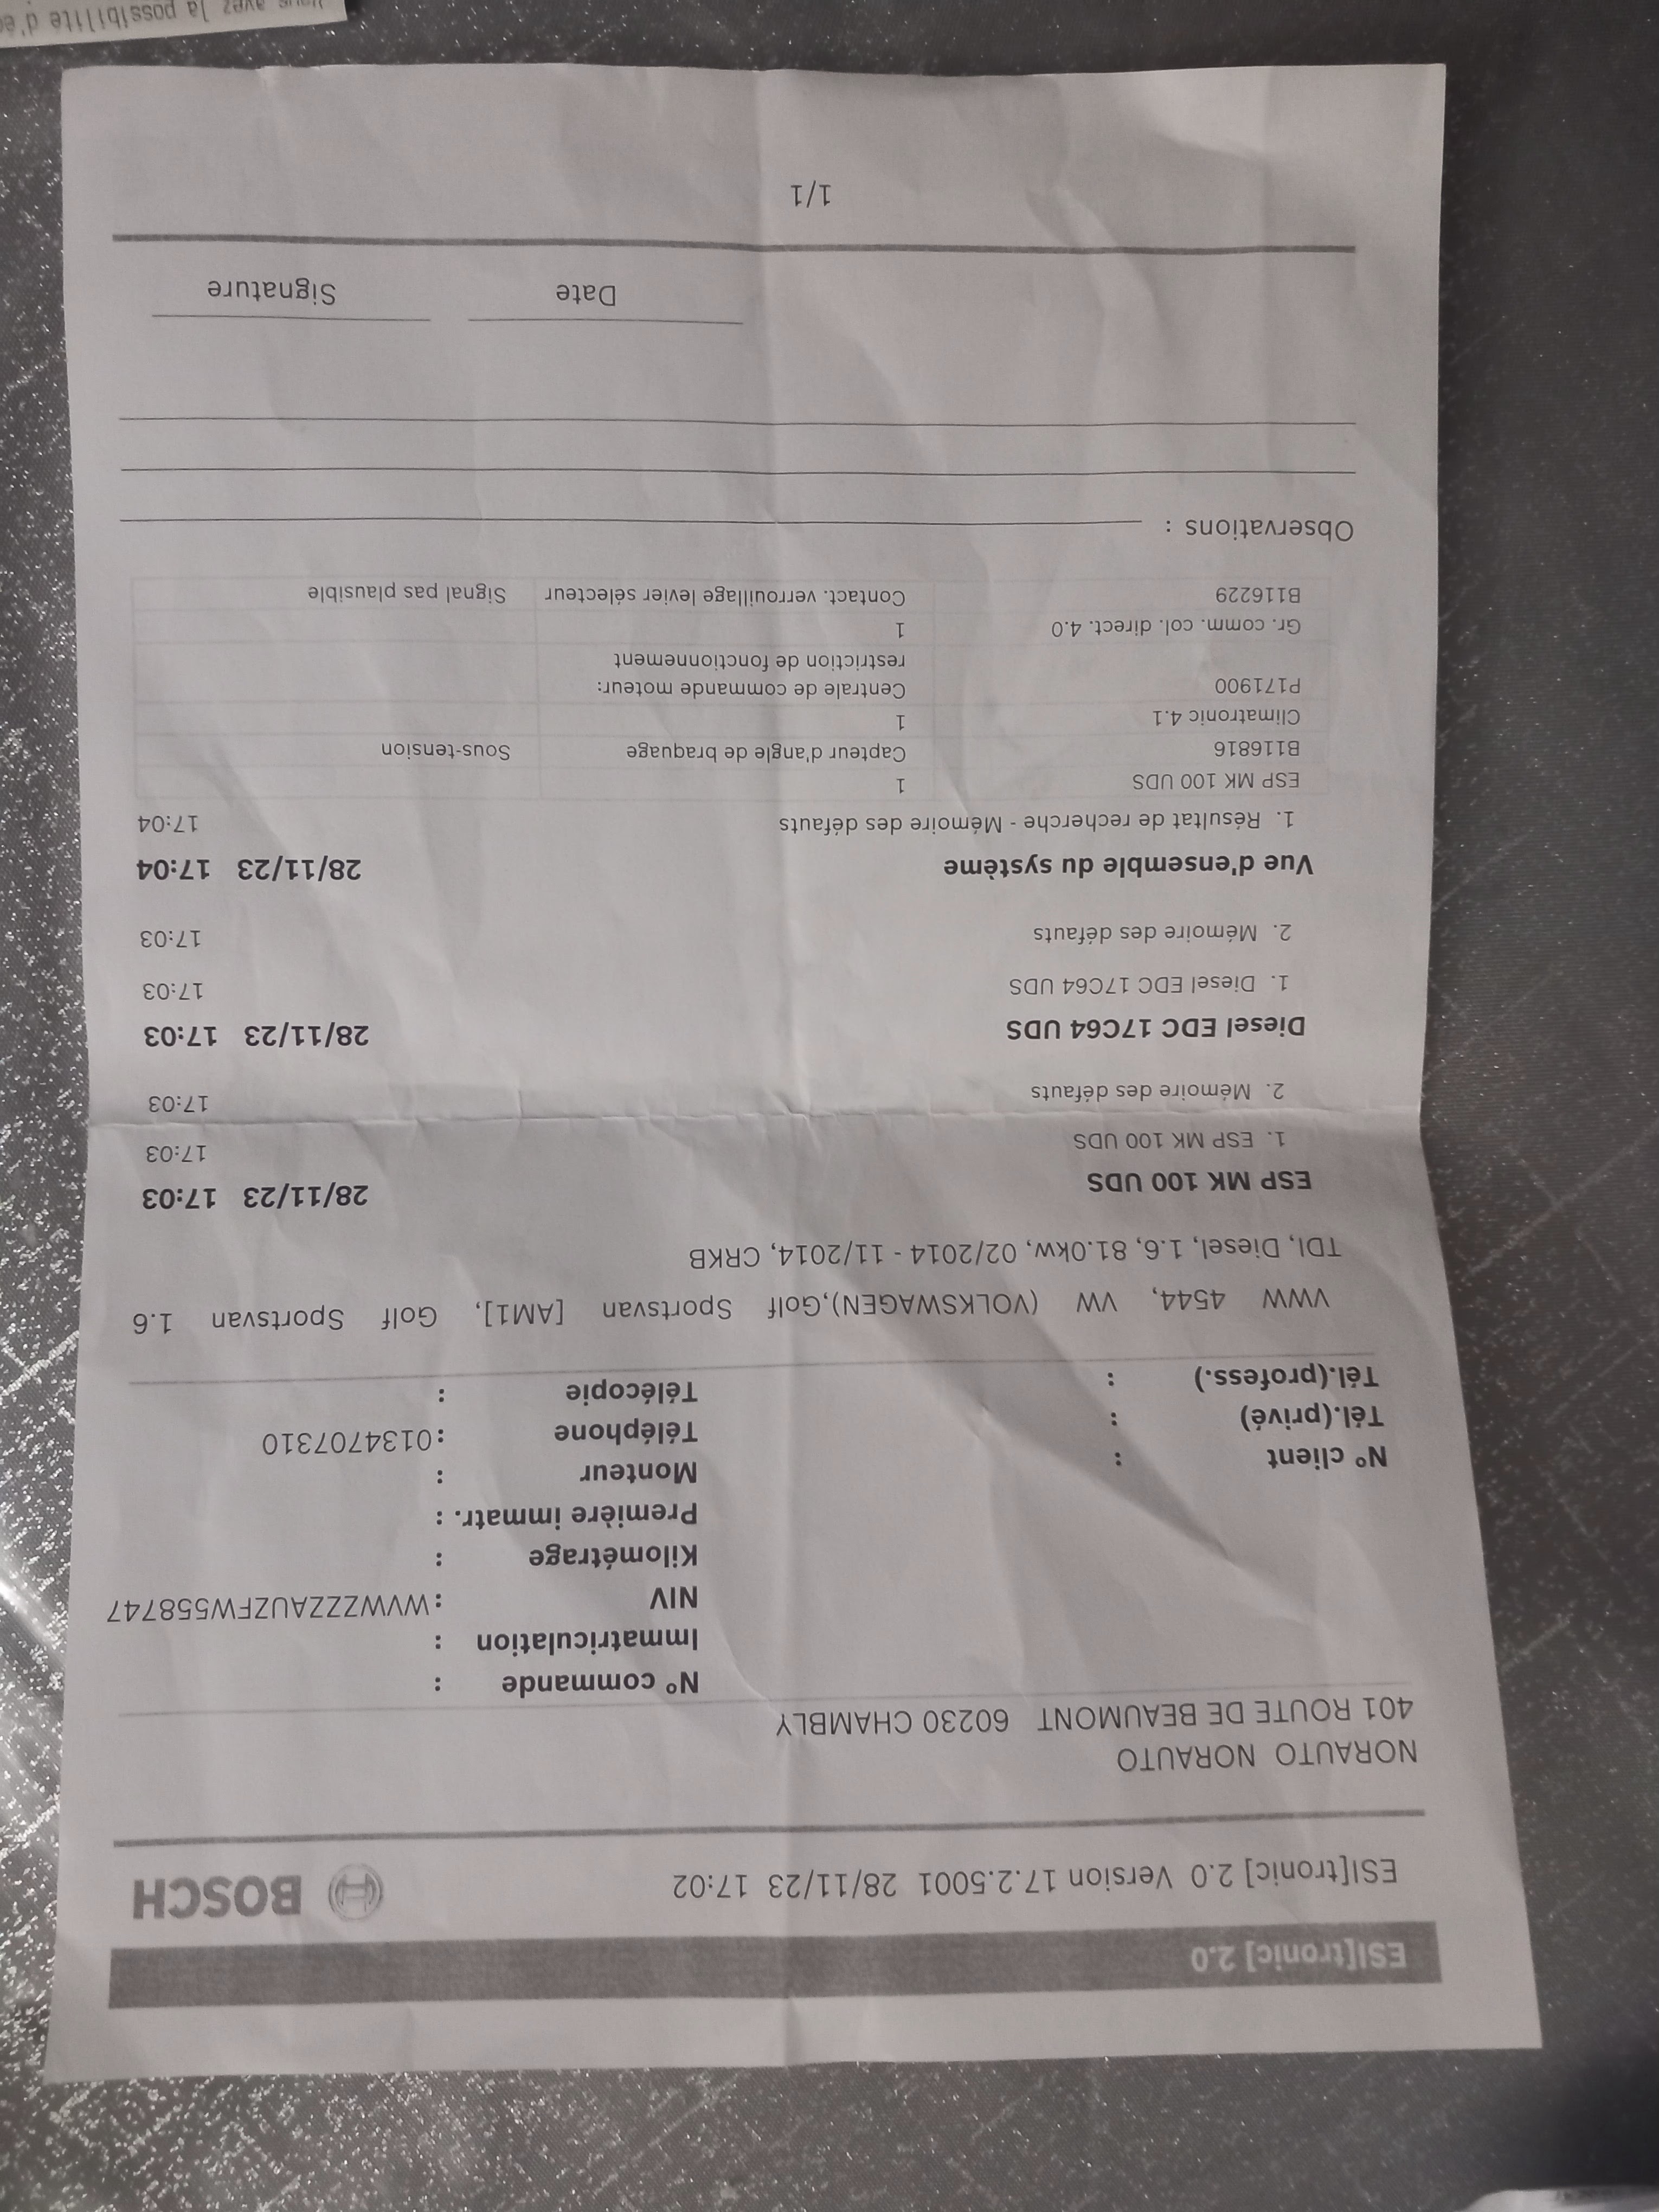 ESI[tronic] 2.0
ESI[tronic] 2.0 Version 17.2.5001 28/11/23 17:02 BOSCH
NORAUTO NORAUTO
401 ROUTE DE BEAUMONT 60230 CHAMBLY
N° commande :
Immatriculation :
NIV :WVWZZZAUZFW558747
Kilométrage :
Première immatr. :
N° client : Monteur :
Tél.(privé) : Téléphone :0134707310
Tél.(profess.) : Télécopie :
VWW 4544, VW (VOLKSWAGEN),Golf Sportsvan [AM1], Golf Sportsvan 1.6
TDI, Diesel, 1.6, 81.0kw, 02/2014 - 11/2014, CRKB
ESP MK 100 UDS 28/11/23 17:03
1. ESP MK 100 UDS 17:03
2. Mémoire des défauts 17:03
Diesel EDC 17C64 UDS 28/11/23 17:03
1. Diesel EDC 17C64 UDS 17:03
2. Mémoire des défauts 17:03
Vue d'ensemble du système 28/11/23 17:04
1. Résultat de recherche - Mémoire des défauts 17:04
ESP MK 100 UDS 1
B116816 Capteur d'angle de braquage Sous-tension
Climatronic 4.1 1
P171900 Centrale de commande moteur:
restriction de fonctionnement
Gr. comm. col. direct. 4.0 1
B116229 Contact. verrouillage levier sélecteur Signal pas plausible
Observations :
Date Signature
1/1
avez la possibilité